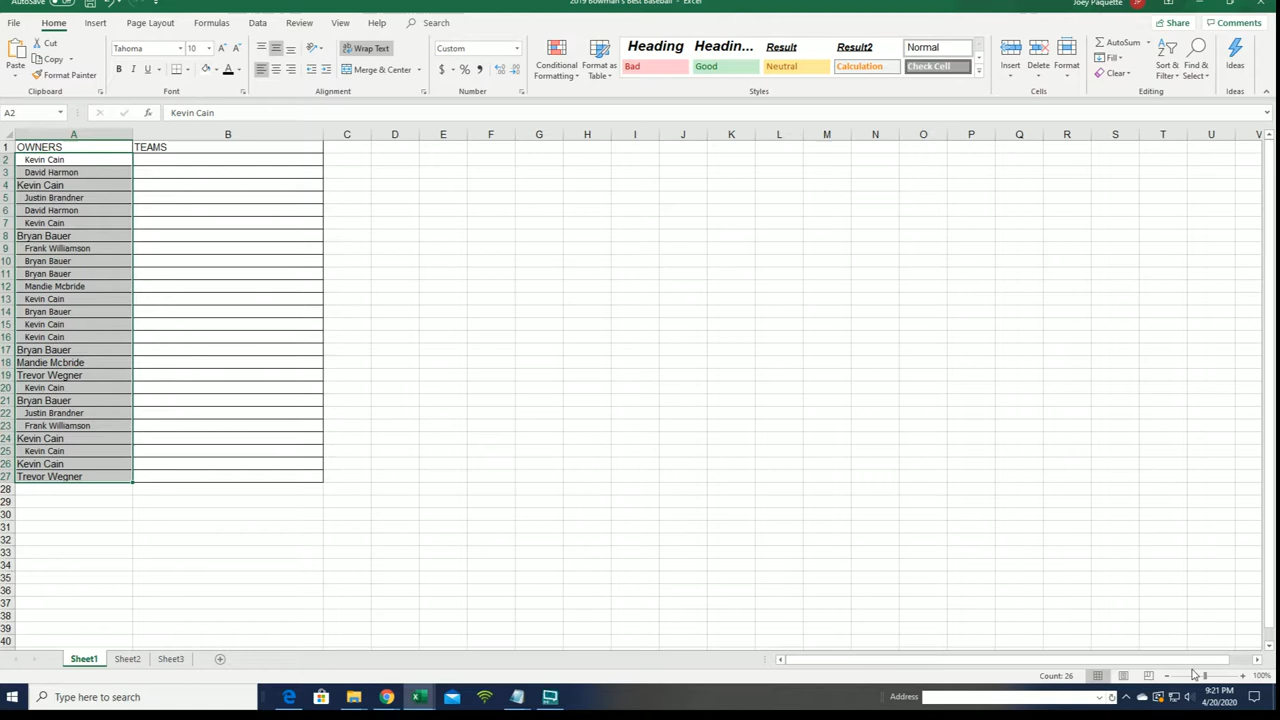 AutoSave Off 2019 Bowman's Best Baseball - Excel Joey Paquette JP
File Home Insert Page Layout Formulas Data Review View Help Search Share Comments
Paste Cut Copy Format Painter Clipboard
Tahoma 10 B I U A Font
Wrap Text Merge & Center Alignment
Custom $ % Number
Conditional Formatting Format as Table
Heading Headin... Result Result2 Normal
Bad Good Neutral Calculation Check Cell
Styles
Insert Delete Format Cells
AutoSum Fill Clear Sort & Filter Find & Select Editing
Ideas Ideas
A2 fx Kevin Cain
A B C D E F G H I J K L M N O P Q R S T U V
1 OWNERS TEAMS
2 Kevin Cain
3 David Harmon
4 Kevin Cain
5 Justin Brandner
6 David Harmon
7 Kevin Cain
8 Bryan Bauer
9 Frank Williamson
10 Bryan Bauer
11 Bryan Bauer
12 Mandie Mcbride
13 Kevin Cain
14 Bryan Bauer
15 Kevin Cain
16 Kevin Cain
17 Bryan Bauer
18 Mandie Mcbride
19 Trevor Wegner
20 Kevin Cain
21 Bryan Bauer
22 Justin Brandner
23 Frank Williamson
24 Kevin Cain
25 Kevin Cain
26 Kevin Cain
27 Trevor Wegner
28
29
30
31
32
33
34
35
36
37
38
39
40
Sheet1 Sheet2 Sheet3
Count: 26 100%
Type here to search Address 9:21 PM
4/20/2020